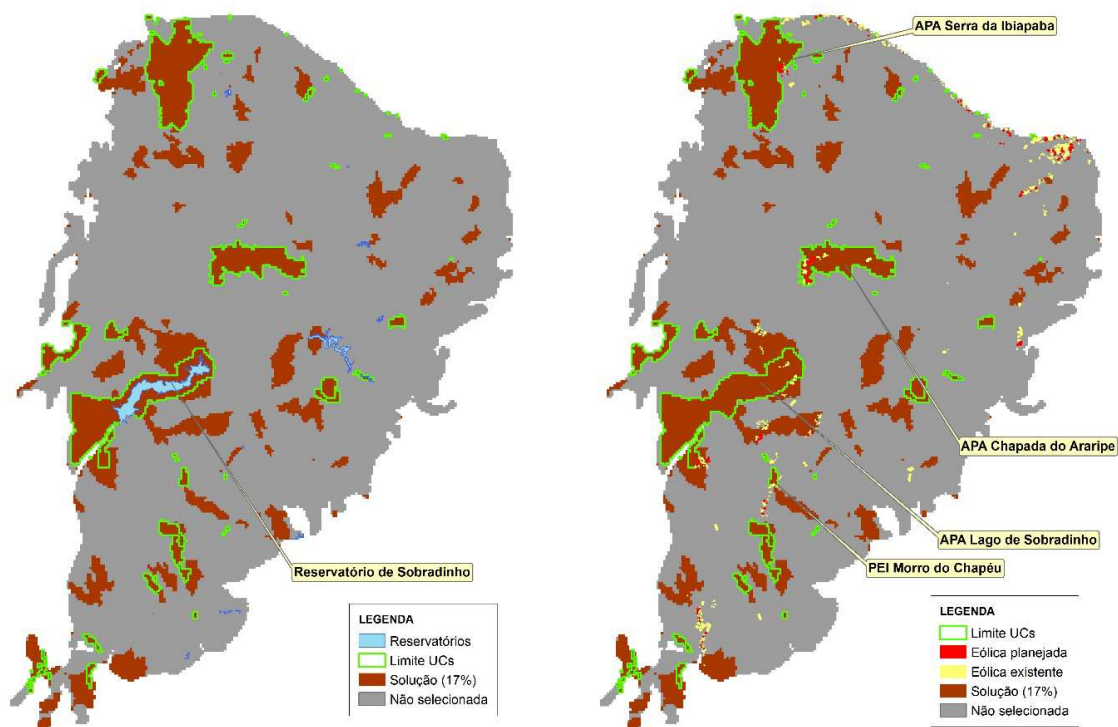 Reservatório de Sobradinho
LEGENDA
Reservatórios
Limite UCs
Solução (17%)
Não selecionada
APA Serra da Ibiapaba
APA Chapada do Araripe
APA Lago de Sobradinho
PEI Morro do Chapéu
LEGENDA
Limite UCs
Eólica planejada
Eólica existente
Solução (17%)
Não selecionada